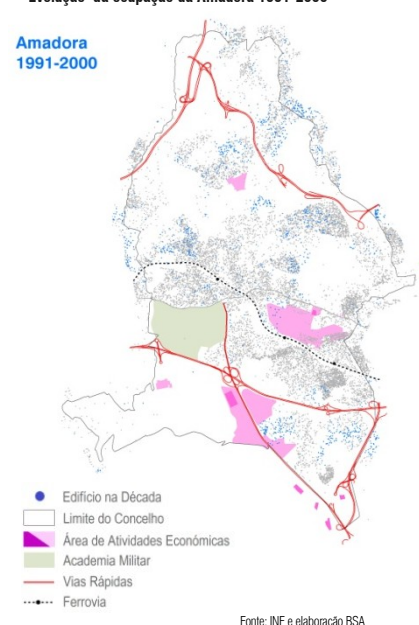 Evolução da ocupação da Amadora 1991-2000
Amadora
1991-2000
Edifício na Década
Limite do Concelho
Área de Atividades Económicas
Academia Militar
Vias Rápidas
Ferrovia
Fonte: INE e elaboração BSA